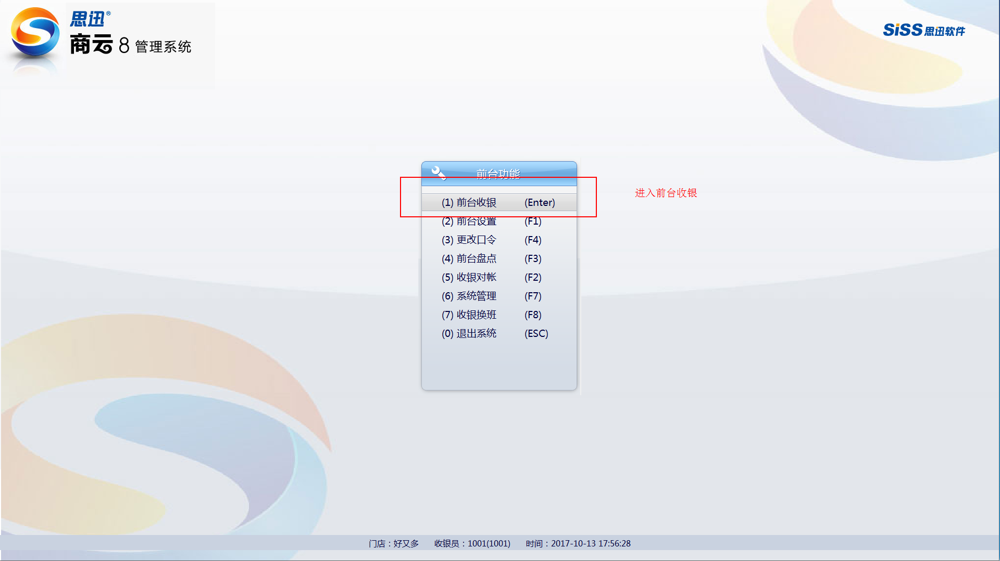 思迅®
商云 8 管理系统
SiSS思迅软件
前台功能
(1) 前台收银 (Enter)
进入前台收银
(2) 前台设置 (F1)
(3) 更改口令 (F4)
(4) 前台盘点 (F3)
(5) 收银对帐 (F2)
(6) 系统管理 (F7)
(7) 收银换班 (F8)
(0) 退出系统 (ESC)
门店：好又多 收银员：1001(1001) 时间：2017-10-13 17:56:28